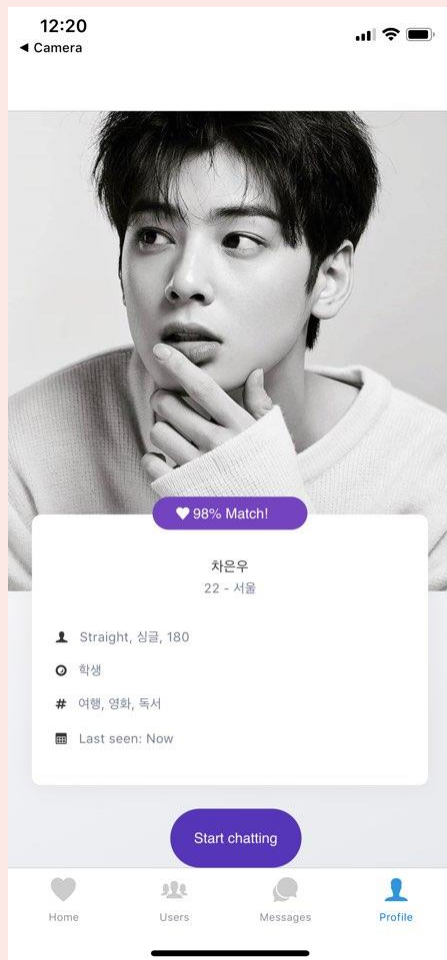 12:20
◀ Camera
98% Match!
차은우
22 - 서울
Straight, 싱글, 180
학생
# 여행, 영화, 독서
Last seen: Now
Start chatting
Home Users Messages Profile